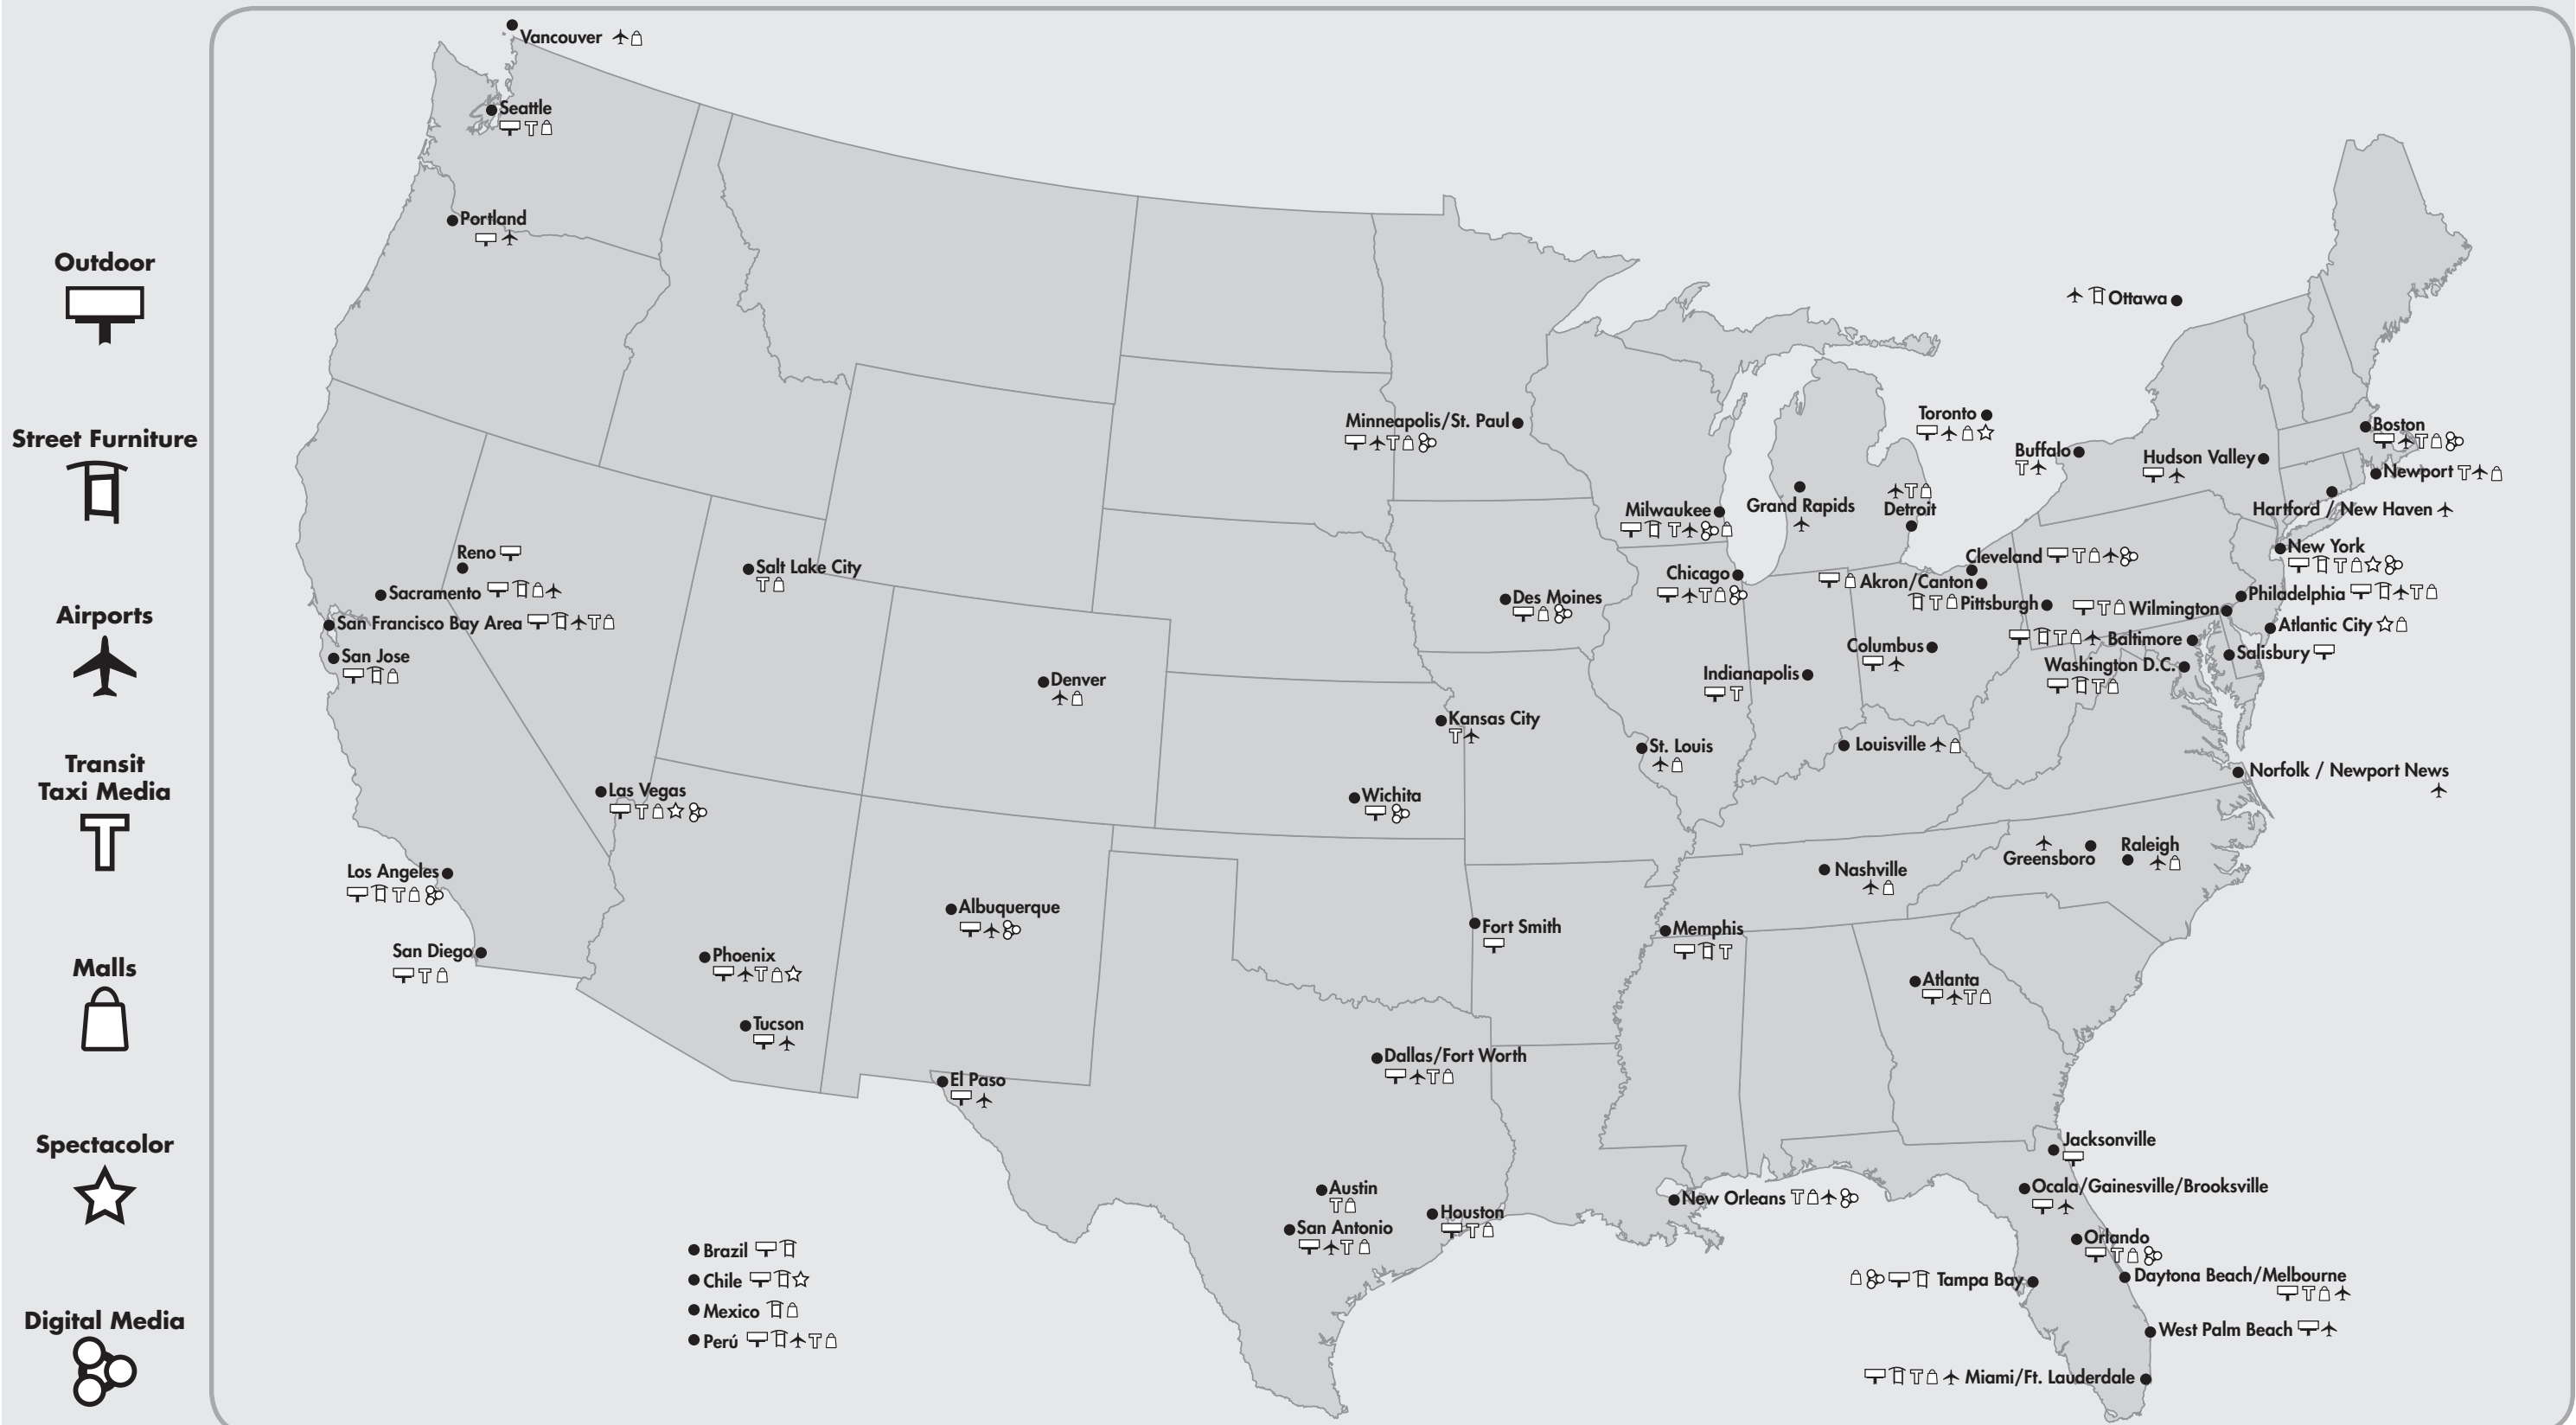 Outdoor
Street Furniture
Airports
Transit
Taxi Media
Malls
Spectacolor
Digital Media
Vancouver
Seattle
Portland
Reno
Sacramento
San Francisco Bay Area
San Jose
Salt Lake City
Denver
Las Vegas
Los Angeles
San Diego
Phoenix
Tucson
Albuquerque
El Paso
Minneapolis/St. Paul
Des Moines
Kansas City
Wichita
St. Louis
Fort Smith
Memphis
Dallas/Fort Worth
Austin
San Antonio
Houston
New Orleans
Milwaukee
Chicago
Grand Rapids
Detroit
Indianapolis
Columbus
Louisville
Nashville
Atlanta
Ottawa
Toronto
Buffalo
Hudson Valley
Boston
Newport
Hartford / New Haven
New York
Cleveland
Akron/Canton
Pittsburgh
Philadelphia
Wilmington
Atlantic City
Baltimore
Salisbury
Washington D.C.
Norfolk / Newport News
Greensboro
Raleigh
Jacksonville
Ocala/Gainesville/Brooksville
Orlando
Daytona Beach/Melbourne
Tampa Bay
West Palm Beach
Miami/Ft. Lauderdale
Brazil
Chile
Mexico
Perú